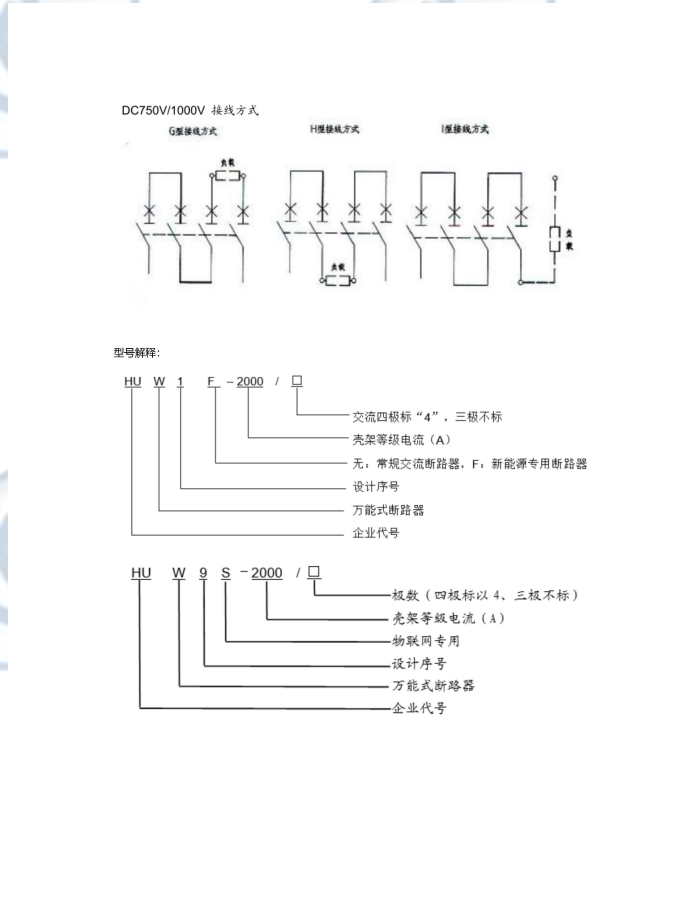 DC750V/1000V 接线方式
G型接线方式 H型接线方式 I型接线方式
负载
负载
负载
型号解释：
HU W 1 F - 2000 / □
交流四极标“4”，三极不标
壳架等级电流（A）
无：常规交流断路器，F：新能源专用断路器
设计序号
万能式断路器
企业代号
HU W 9 S - 2000 / □
极数（四极标以 4、三极不标）
壳架等级电流（A）
物联网专用
设计序号
万能式断路器
企业代号